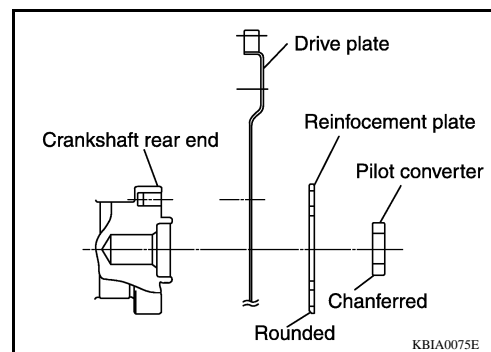 Drive plate
Reinfocement plate
Crankshaft rear end
Pilot converter
Chanferred
Rounded
KBIA0075E